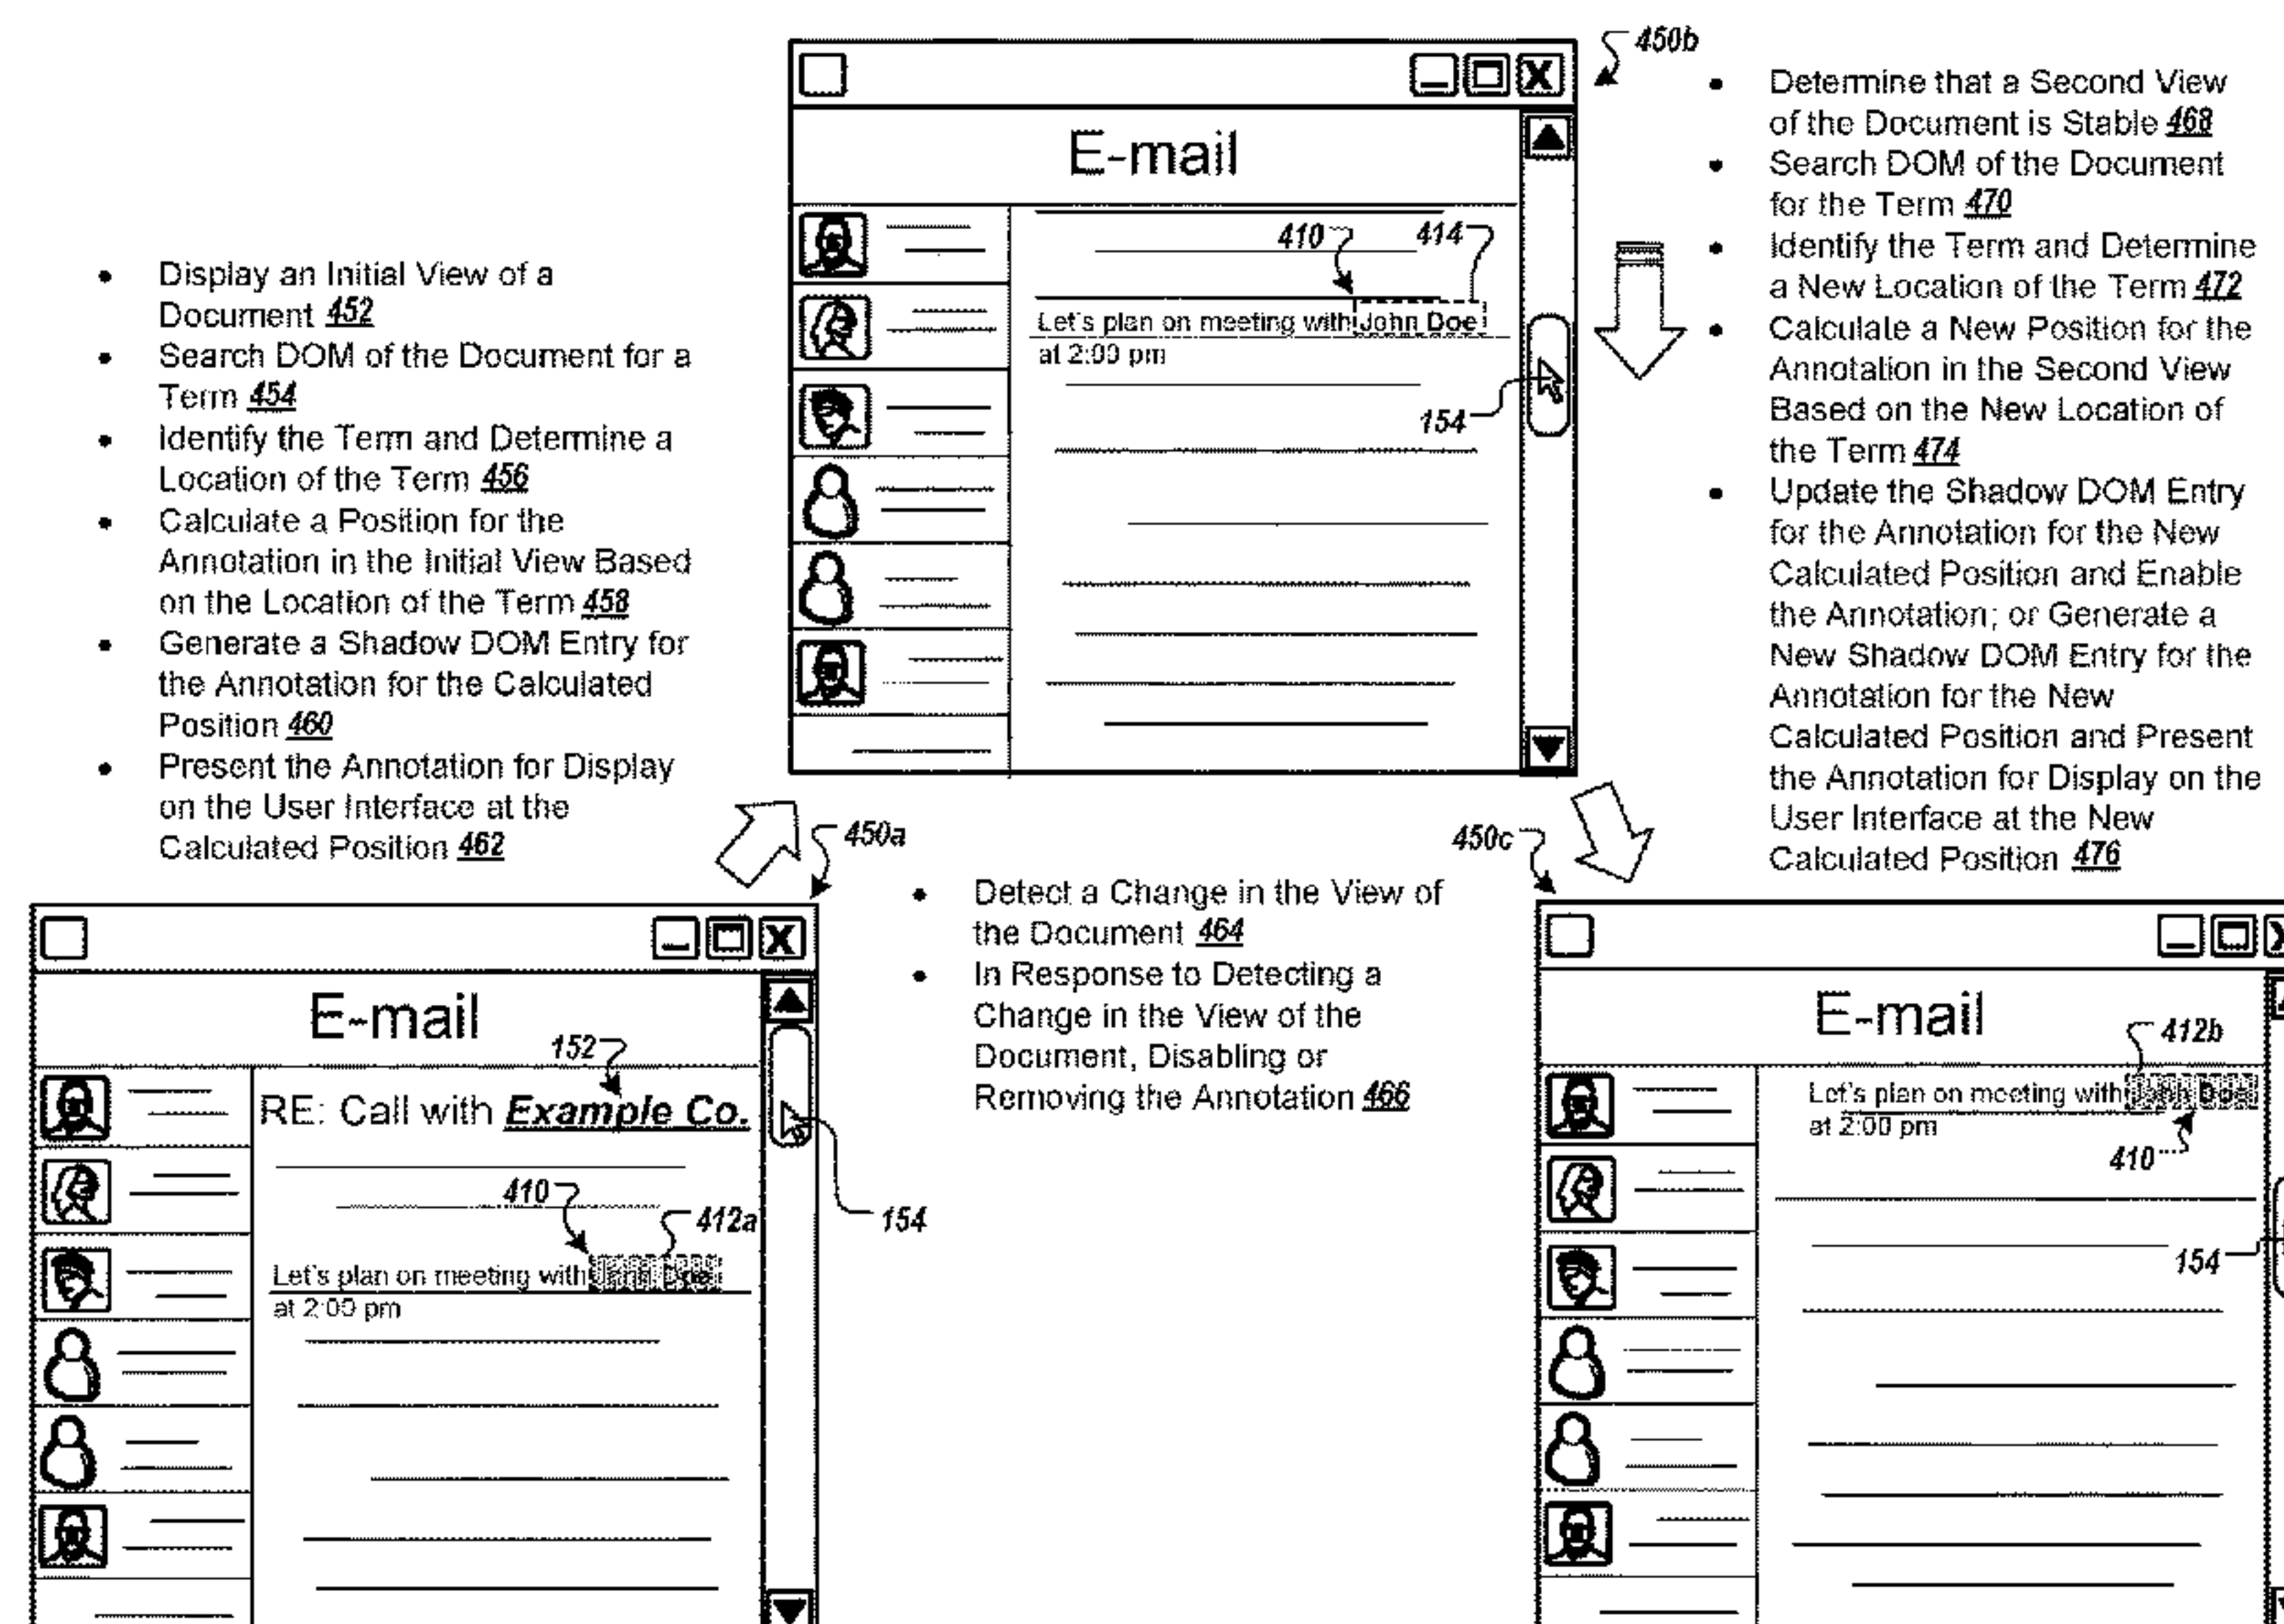 450b
E-mail
410
414
Let's plan on meeting with John Doe
at 2:00 pm
154
• Display an Initial View of a
Document 452
• Search DOM of the Document for a
Term 454
• Identify the Term and Determine a
Location of the Term 456
• Calculate a Position for the
Annotation in the Initial View Based
on the Location of the Term 458
• Generate a Shadow DOM Entry for
the Annotation for the Calculated
Position 460
• Present the Annotation for Display
on the User Interface at the
Calculated Position 462
• Determine that a Second View
of the Document is Stable 468
• Search DOM of the Document
for the Term 470
• Identify the Term and Determine
a New Location of the Term 472
• Calculate a New Position for the
Annotation in the Second View
Based on the New Location of
the Term 474
• Update the Shadow DOM Entry
for the Annotation for the New
Calculated Position and Enable
the Annotation; or Generate a
New Shadow DOM Entry for the
Annotation for the New
Calculated Position and Present
the Annotation for Display on the
User Interface at the New
Calculated Position 476
450a
E-mail
152
RE: Call with Example Co.
410
412a
154
Let's plan on meeting with John Doe
at 2:00 pm
• Detect a Change in the View of
the Document 464
• In Response to Detecting a
Change in the View of the
Document, Disabling or
Removing the Annotation 466
450c
E-mail
412b
Let's plan on meeting with John Doe
at 2:00 pm
410
154